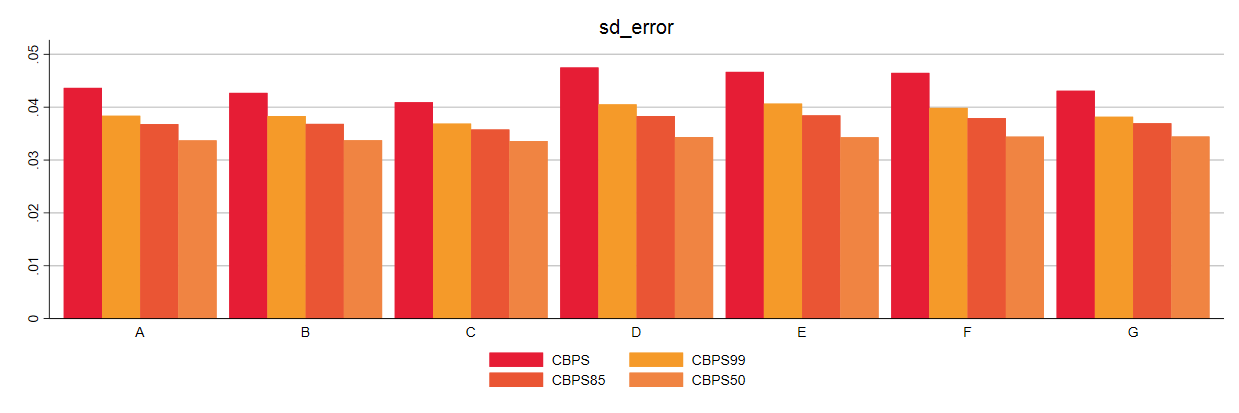 sd_error
.05
.04
.03
.02
.01
0
A B C D E F G
CBPS CBPS99
CBPS85 CBPS50